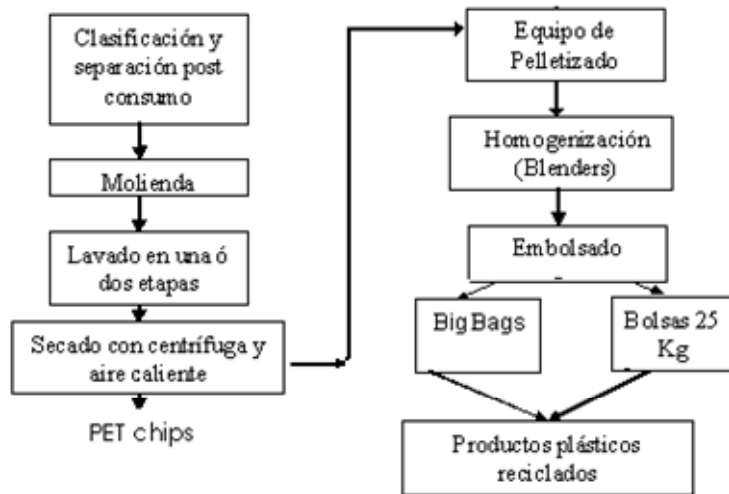 Clasificación y
separación post
consumo
Molienda
Lavado en una ó
dos etapas
Secado con centrífuga y
aire caliente
PET chips
Equipo de
Pelletizado
Homogenización
(Blenders)
Embolsado
Big Bags
Bolsas 25
Kg
Productos plásticos
reciclados